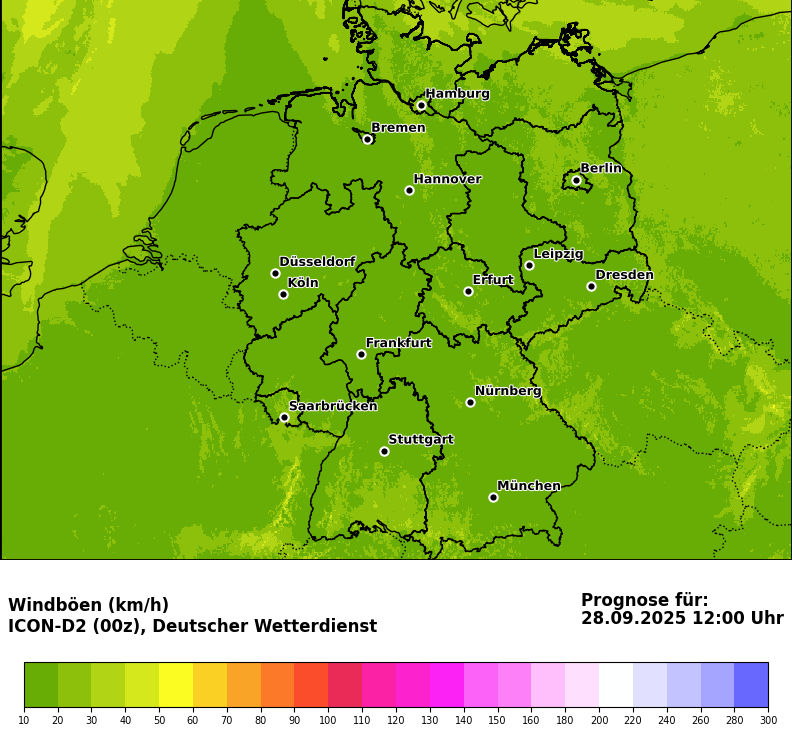 Hamburg
Bremen
Berlin
Hannover
Leipzig
Düsseldorf
Dresden
Köln
Erfurt
Frankfurt
Nürnberg
Saarbrücken
Stuttgart
München
Windböen (km/h)
ICON-D2 (00z), Deutscher Wetterdienst
Prognose für:
28.09.2025 12:00 Uhr
10 20 30 40 50 60 70 80 90 100 110 120 130 140 150 160 180 200 220 240 260 280 300